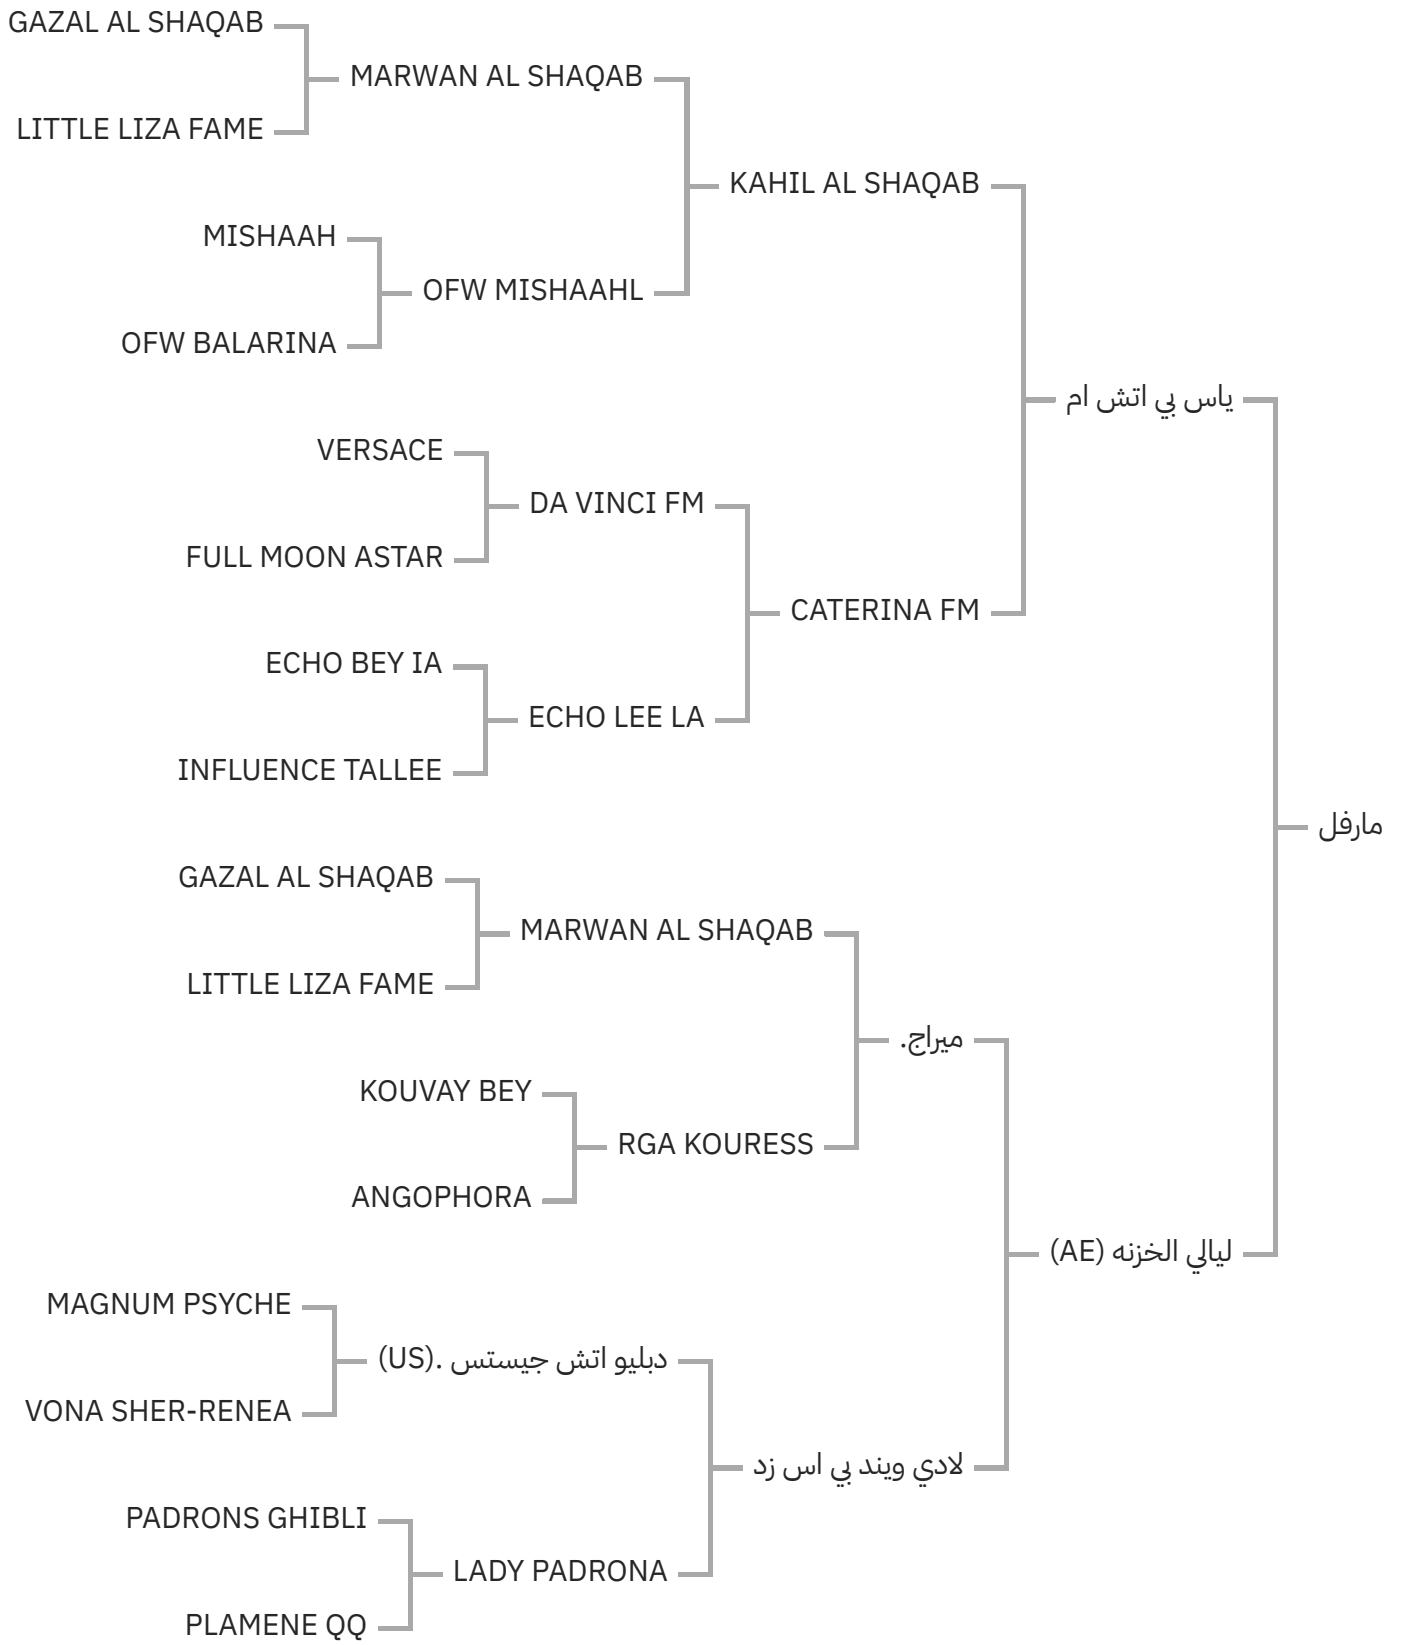 GAZAL AL SHAQAB
MARWAN AL SHAQAB
LITTLE LIZA FAME
KAHIL AL SHAQAB
MISHAAH
OFW MISHAAHL
OFW BALARINA
ياس بي اتش ام
VERSACE
DA VINCI FM
FULL MOON ASTAR
CATERINA FM
ECHO BEY IA
ECHO LEE LA
INFLUENCE TALLEE
مارفل
GAZAL AL SHAQAB
MARWAN AL SHAQAB
LITTLE LIZA FAME
ميراج.
KOUVAY BEY
RGA KOURESS
ANGOPHORA
ليالي الخزنه (AE)
MAGNUM PSYCHE
دبليو اتش جيستس .(US)
VONA SHER-RENEA
لادي ويند بي اس زد
PADRONS GHIBLI
LADY PADRONA
PLAMENE QQ